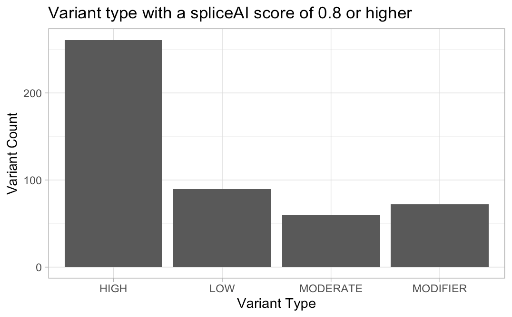 Variant type with a spliceAI score of 0.8 or higher
Variant Count
200
100
0
HIGH LOW MODERATE MODIFIER
Variant Type